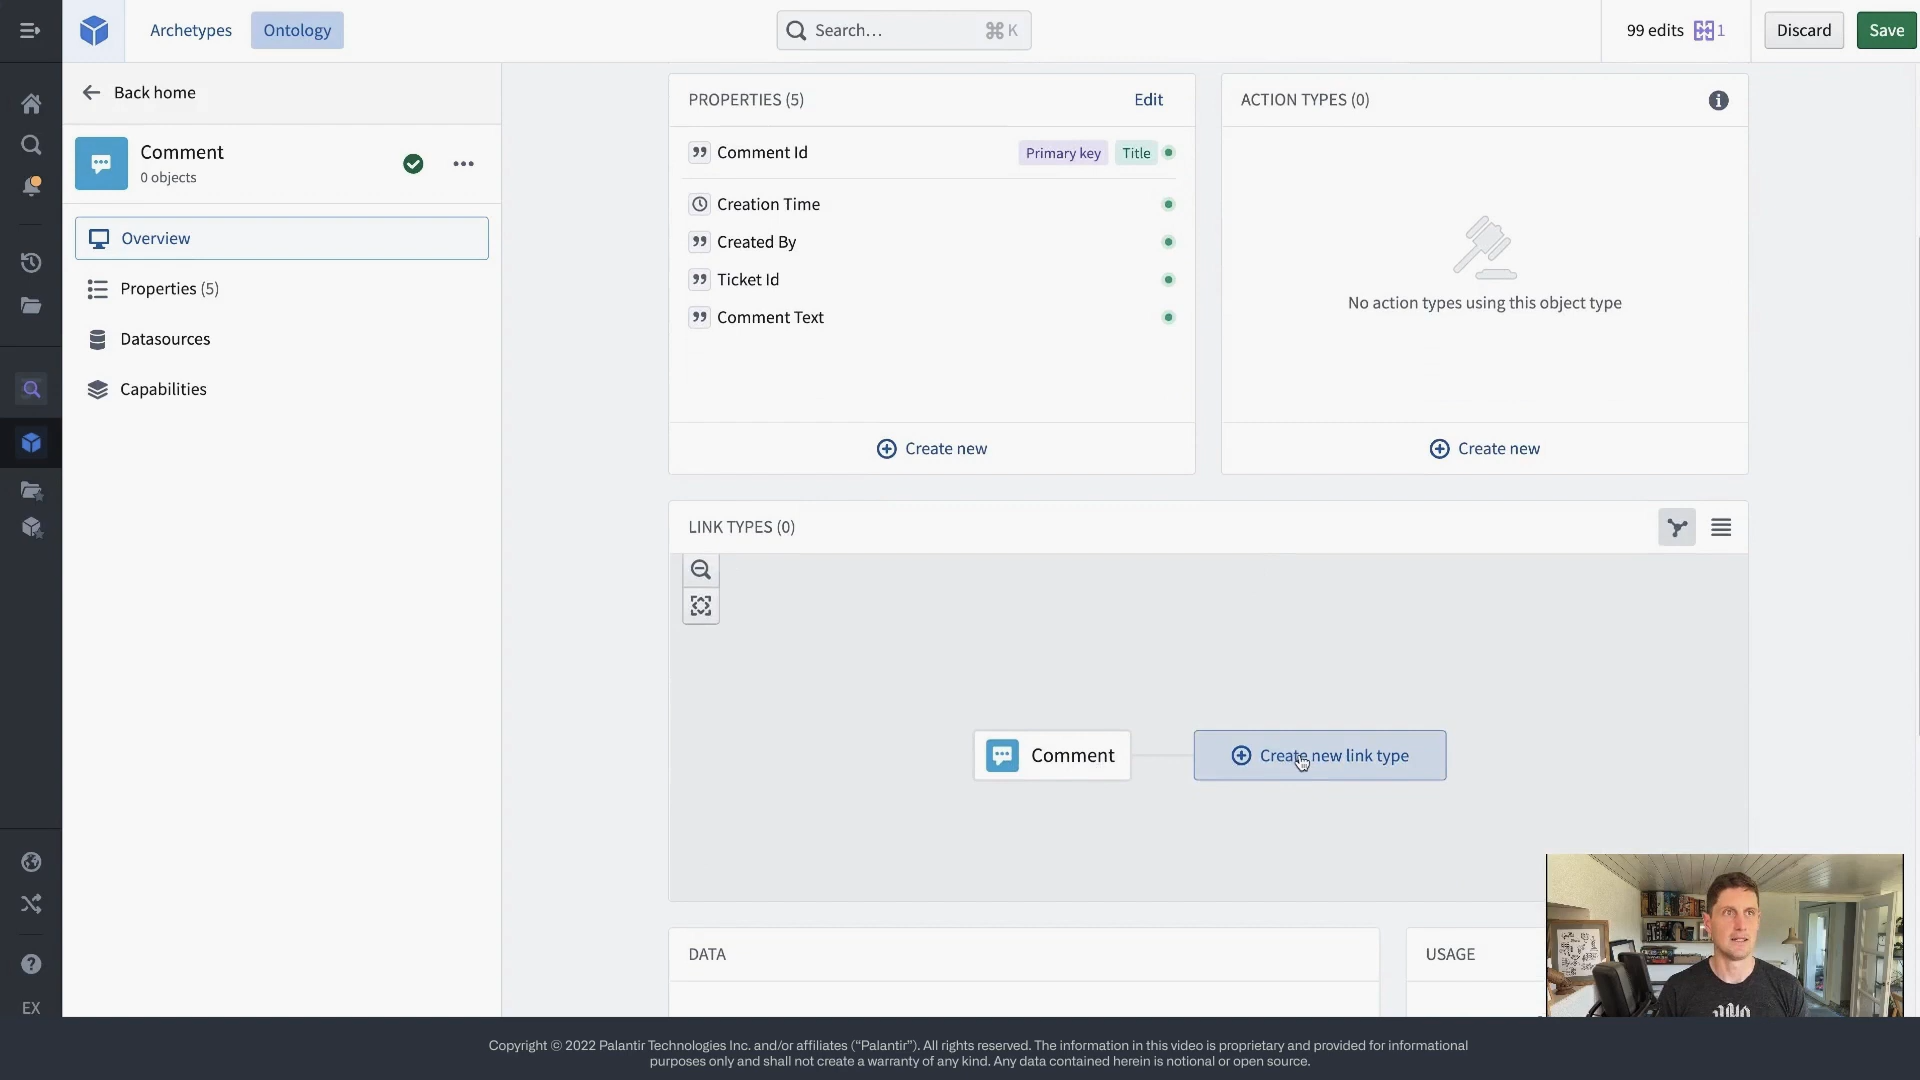 Archetypes
Ontology
Search...
⌘ K
99 edits
1
Discard
Save
Back home
Comment
0 objects
Overview
Properties (5)
Datasources
Capabilities
EX
PROPERTIES (5)
Edit
Comment Id
Primary key
Title
Creation Time
Created By
Ticket Id
Comment Text
Create new
ACTION TYPES (0)
No action types using this object type
Create new
LINK TYPES (0)
Comment
Create new link type
DATA
USAGE
Copyright © 2022 Palantir Technologies Inc. and/or affiliates (“Palantir”). All rights reserved. The information in this video is proprietary and provided for informational
purposes only and shall not create a warranty of any kind. Any data contained herein is notional or open source.